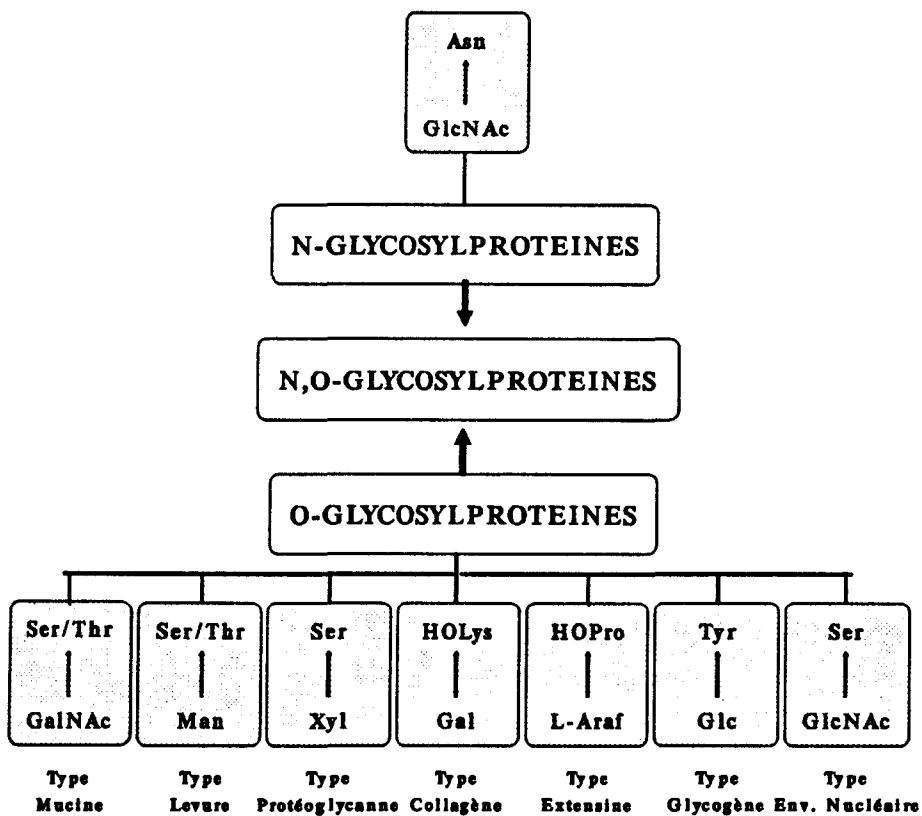 Asn
GlcNAc
N-GLYCOSYLPROTEINES
N,O-GLYCOSYLPROTEINES
O-GLYCOSYLPROTEINES
Ser/Thr Ser/Thr Ser HOLys HOPro Tyr Ser
GalNAc Man Xyl Gal L-Araf Glc GlcNAc
Type Type Type Type Type Type Type
Mucine Levure Protéoglycanne Collagène Extensine Glycogène Env. Nucléaire